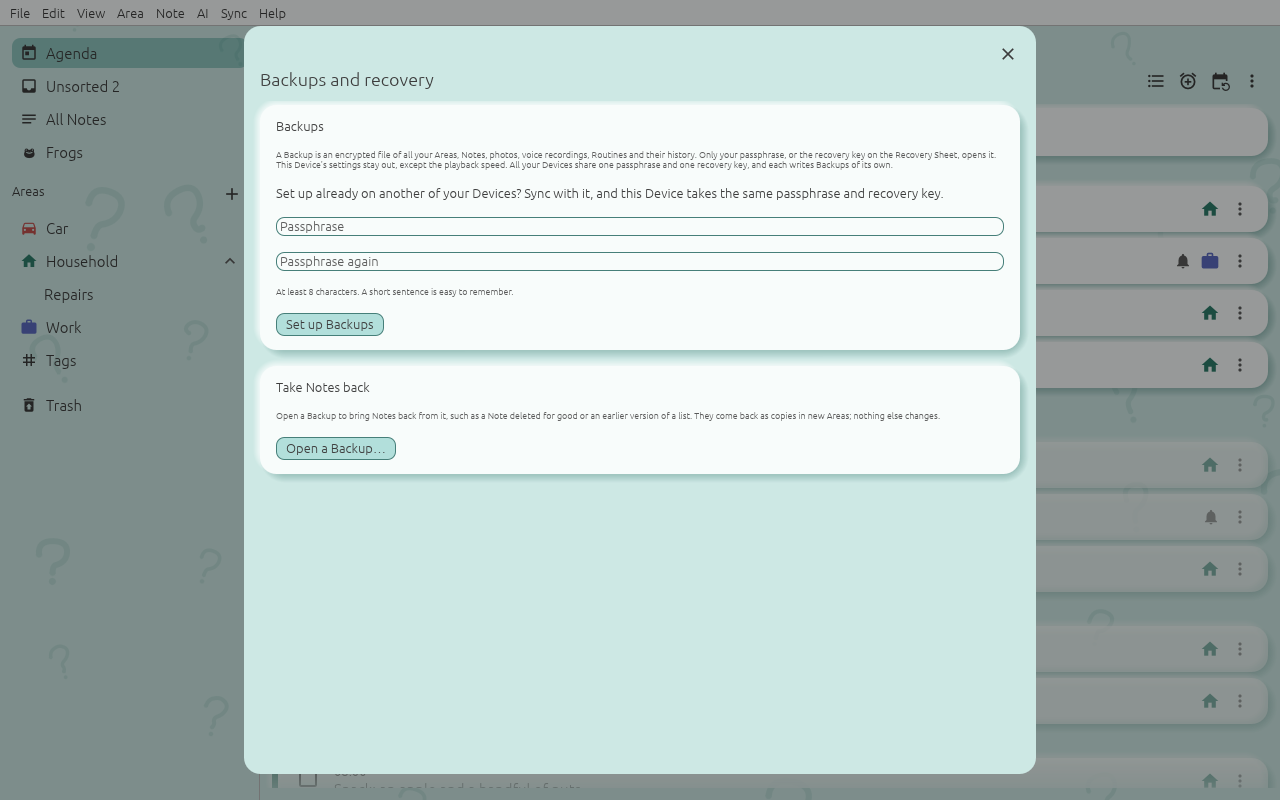 File Edit View Area Note AI Sync Help
Agenda
Unsorted 2
All Notes
Frogs
Areas
Car
Household
Repairs
Work
Tags
Trash
Backups and recovery
Backups
A Backup is an encrypted file of all your Areas, Notes, photos, voice recordings, Routines and their history. Only your passphrase, or the recovery key on the Recovery Sheet, opens it.
This Device's settings stay out, except the playback speed. All your Devices share one passphrase and one recovery key, and each writes Backups of its own.
Set up already on another of your Devices? Sync with it, and this Device takes the same passphrase and recovery key.
Passphrase
Passphrase again
At least 8 characters. A short sentence is easy to remember.
Set up Backups
Take Notes back
Open a Backup to bring Notes back from it, such as a Note deleted for good or an earlier version of a list. They come back as copies in new Areas; nothing else changes.
Open a Backup…